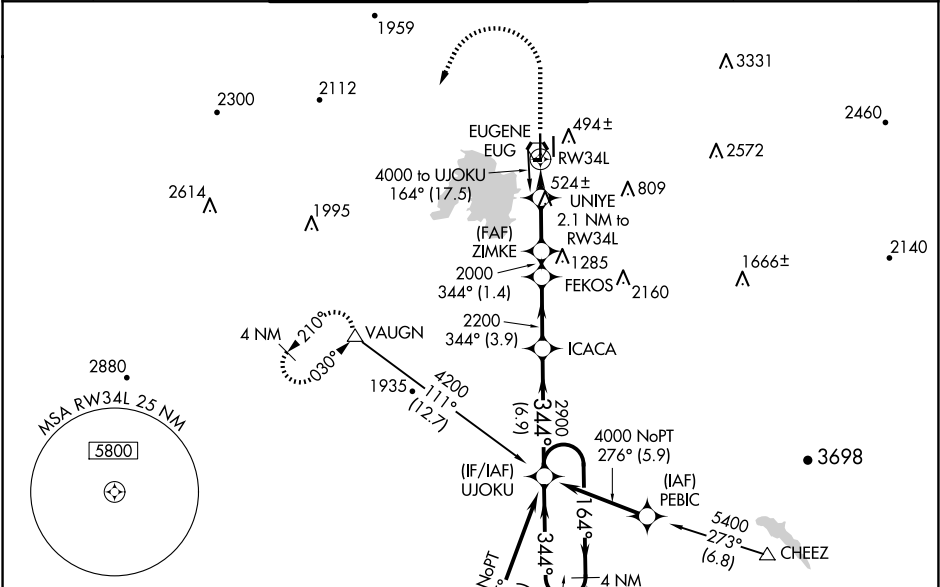 1959
3331
2300
2112
2460
494±
EUGENE
EUG
RW34L
2572
4000 to UJOKU
164° (17.5)
524±
809
UNIYE
2.1 NM to
RW34L
2614
1995
(FAF)
ZIMKE
1285
2140
2000
344° (1.4)
FEKOS
2160
1666±
4 NM
210°
030°
VAUGN
2200
344° (3.9)
ICACA
2880
1935
4200
111°
(12.7)
MSA RW34L 25 NM
5800
2900
344°
(6.9)
4000 NoPT
276° (5.9)
3698
(IF/IAF)
UJOKU
(IAF)
PEBIC
164°
5400
273°
(6.8)
CHEEZ
NoPT
344°
4 NM